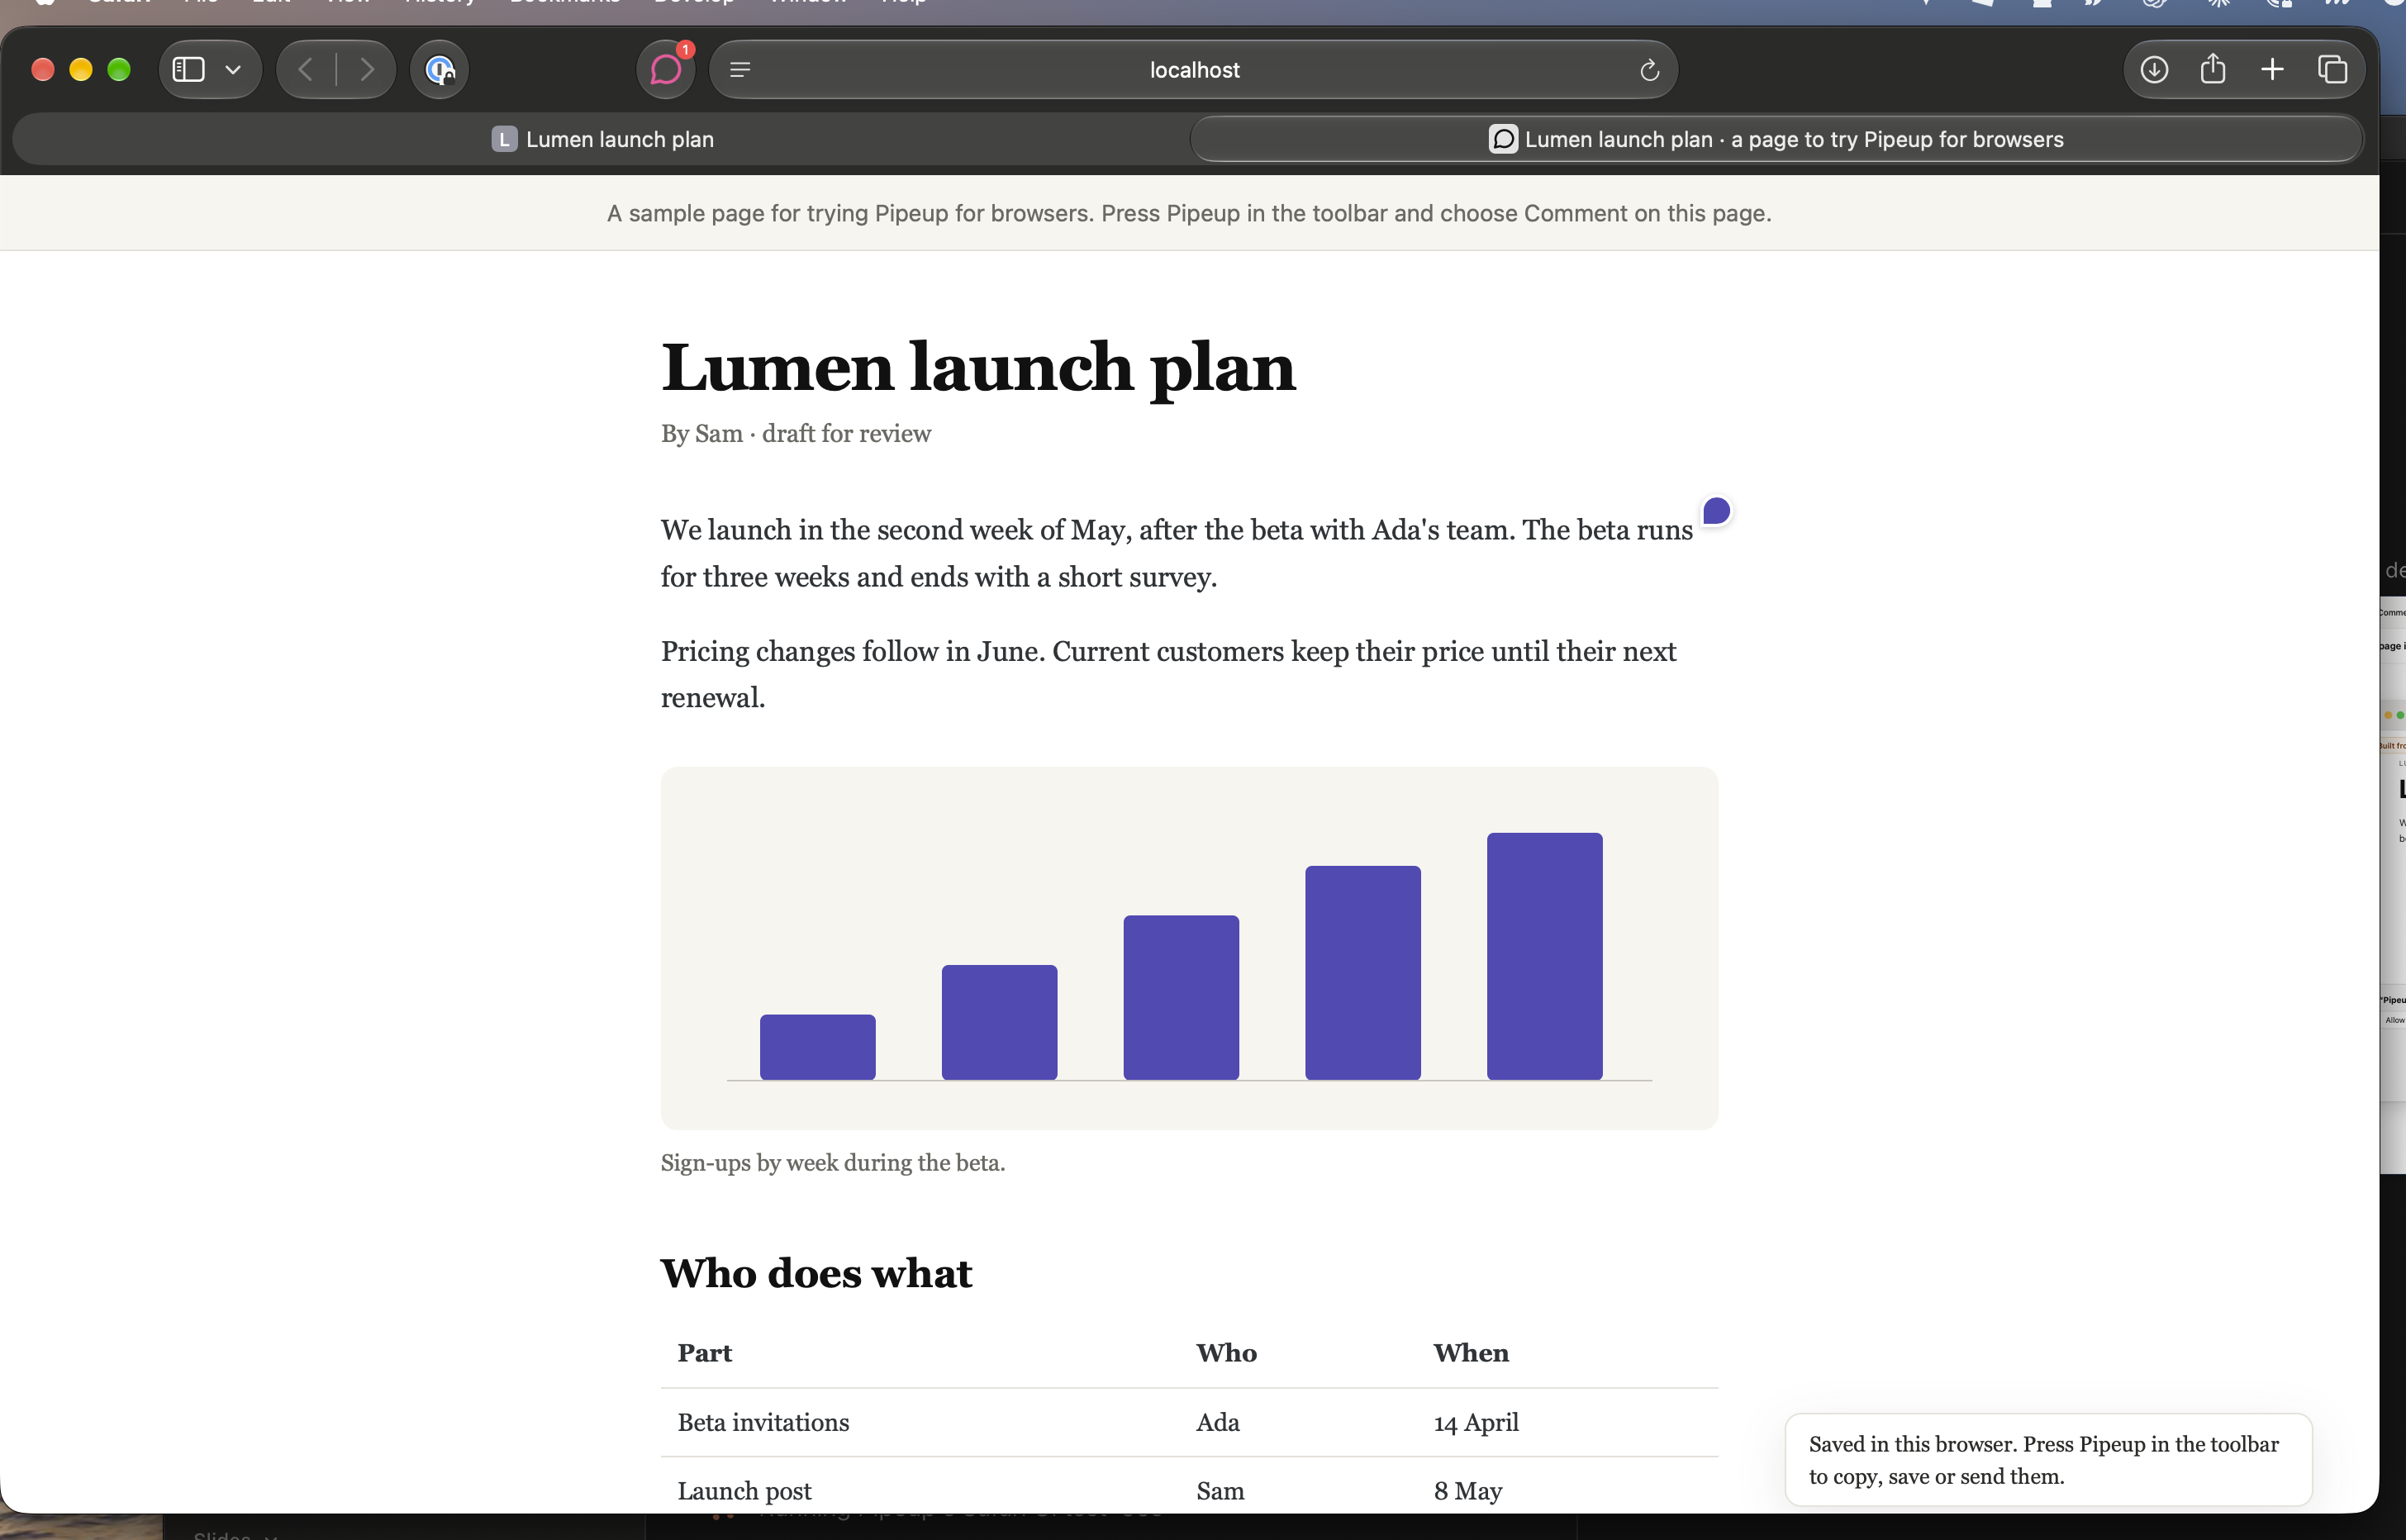 1
localhost
L
Lumen launch plan
Lumen launch plan · a page to try Pipeup for browsers
A sample page for trying Pipeup for browsers. Press Pipeup in the toolbar and choose Comment on this page.
Lumen launch plan
By Sam · draft for review
We launch in the second week of May, after the beta with Ada's team. The beta runs
for three weeks and ends with a short survey.
Pricing changes follow in June. Current customers keep their price until their next
renewal.
Sign-ups by week during the beta.
Who does what
Part Who When
Beta invitations Ada 14 April
Launch post Sam 8 May
Saved in this browser. Press Pipeup in the toolbar
to copy, save or send them.